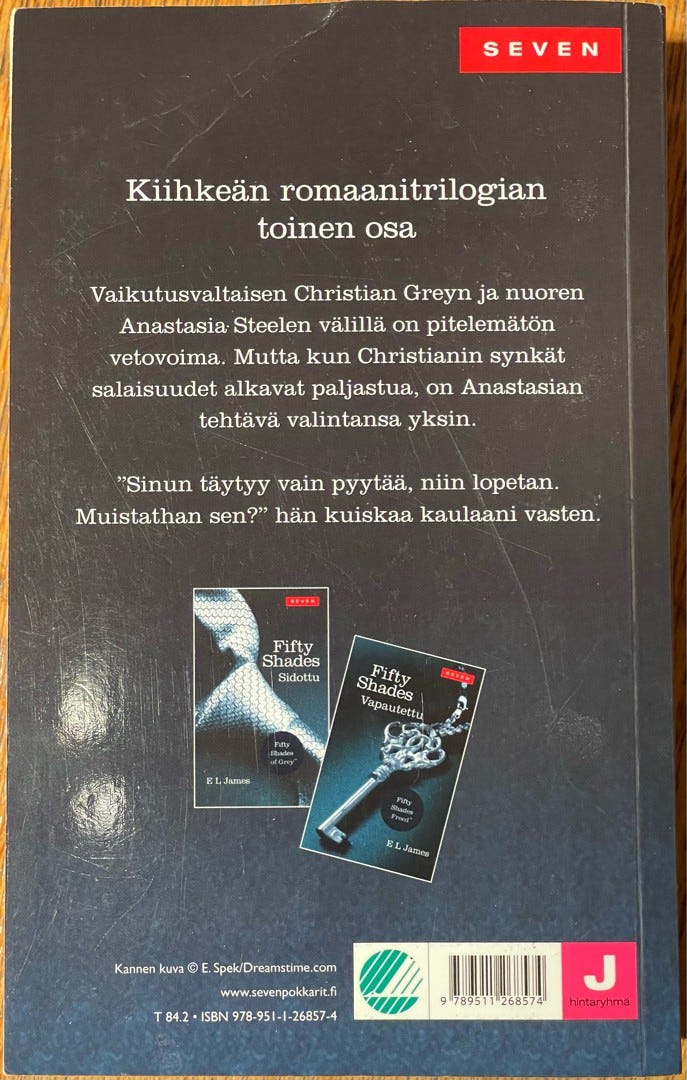 SEVEN
Kiihkeän romaanitrilogian
toinen osa
Vaikutusvaltaisen Christian Greyn ja nuoren
Anastasia Steelen välillä on pitelemätön
vetovoima. Mutta kun Christianin synkät
salaisuudet alkavat paljastua, on Anastasian
tehtävä valintansa yksin.
”Sinun täytyy vain pyytää, niin lopetan.
Muistathan sen?” hän kuiskaa kaulaani vasten.
SEVEN
Fifty
Shades
Sidottu
Fifty
Shades
of Grey™
E L James
SEVEN
Fifty
Shades
Vapautettu
Fifty
Shades
Freed™
E L James
Kannen kuva © E. Spek/Dreamstime.com
www.sevenpokkarit.fi
T 84.2 • ISBN 978-951-1-26857-4
9 789511 268574
J
hintaryhmä